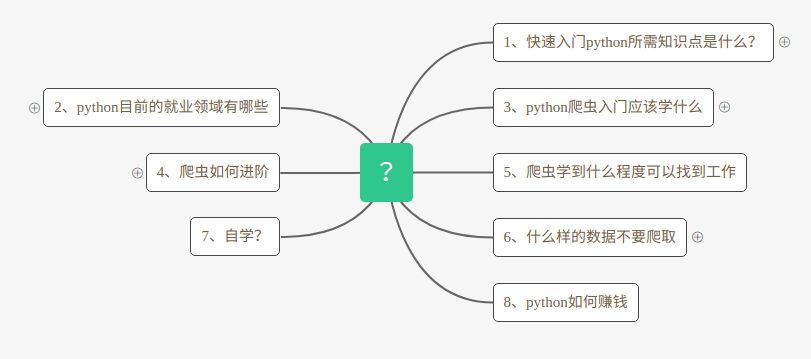 1、快速入门python所需知识点是什么？
2、python目前的就业领域有哪些
3、python爬虫入门应该学什么
4、爬虫如何进阶
？
5、爬虫学到什么程度可以找到工作
6、什么样的数据不要爬取
7、自学？
8、python如何赚钱